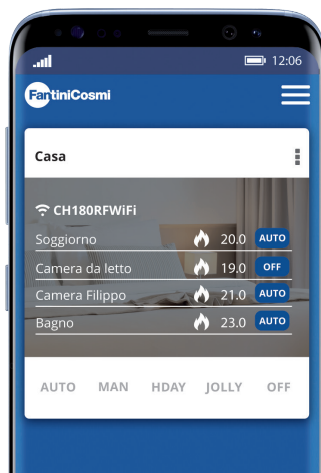 12:06
FantiniCosmi
Casa
CH180RFWiFi
Soggiorno 20.0 AUTO
Camera da letto 19.0 OFF
Camera Filippo 21.0 AUTO
Bagno 23.0 AUTO
AUTO MAN HDAY JOLLY OFF